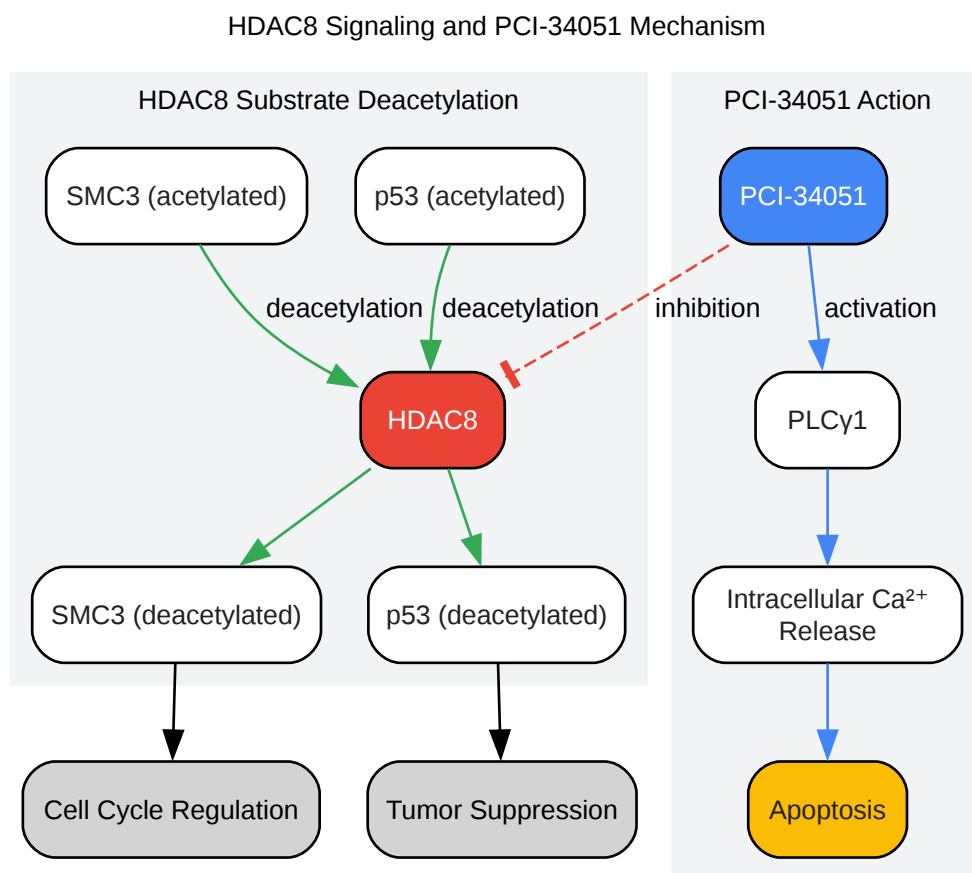 HDAC8 Signaling and PCI-34051 Mechanism
HDAC8 Substrate Deacetylation
PCI-34051 Action
SMC3 (acetylated)
p53 (acetylated)
PCI-34051
deacetylation
deacetylation
inhibition
activation
HDAC8
PLCγ1
SMC3 (deacetylated)
p53 (deacetylated)
Intracellular Ca²⁺
Release
Cell Cycle Regulation
Tumor Suppression
Apoptosis